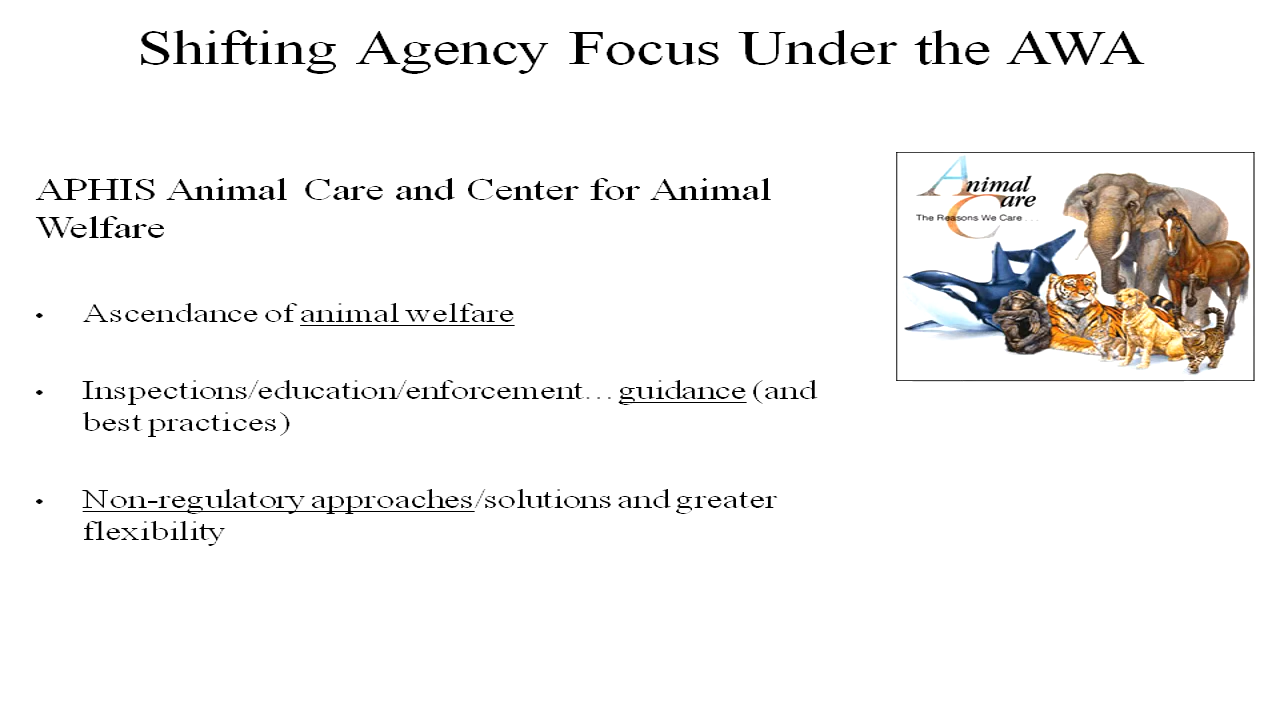 Shifting Agency Focus Under the AWA
APHIS Animal Care and Center for Animal
Welfare
• Ascendance of animal welfare
• Inspections/education/enforcement… guidance (and
best practices)
• Non-regulatory approaches/solutions and greater
flexibility
Animal
Care
The Reasons We Care . . .